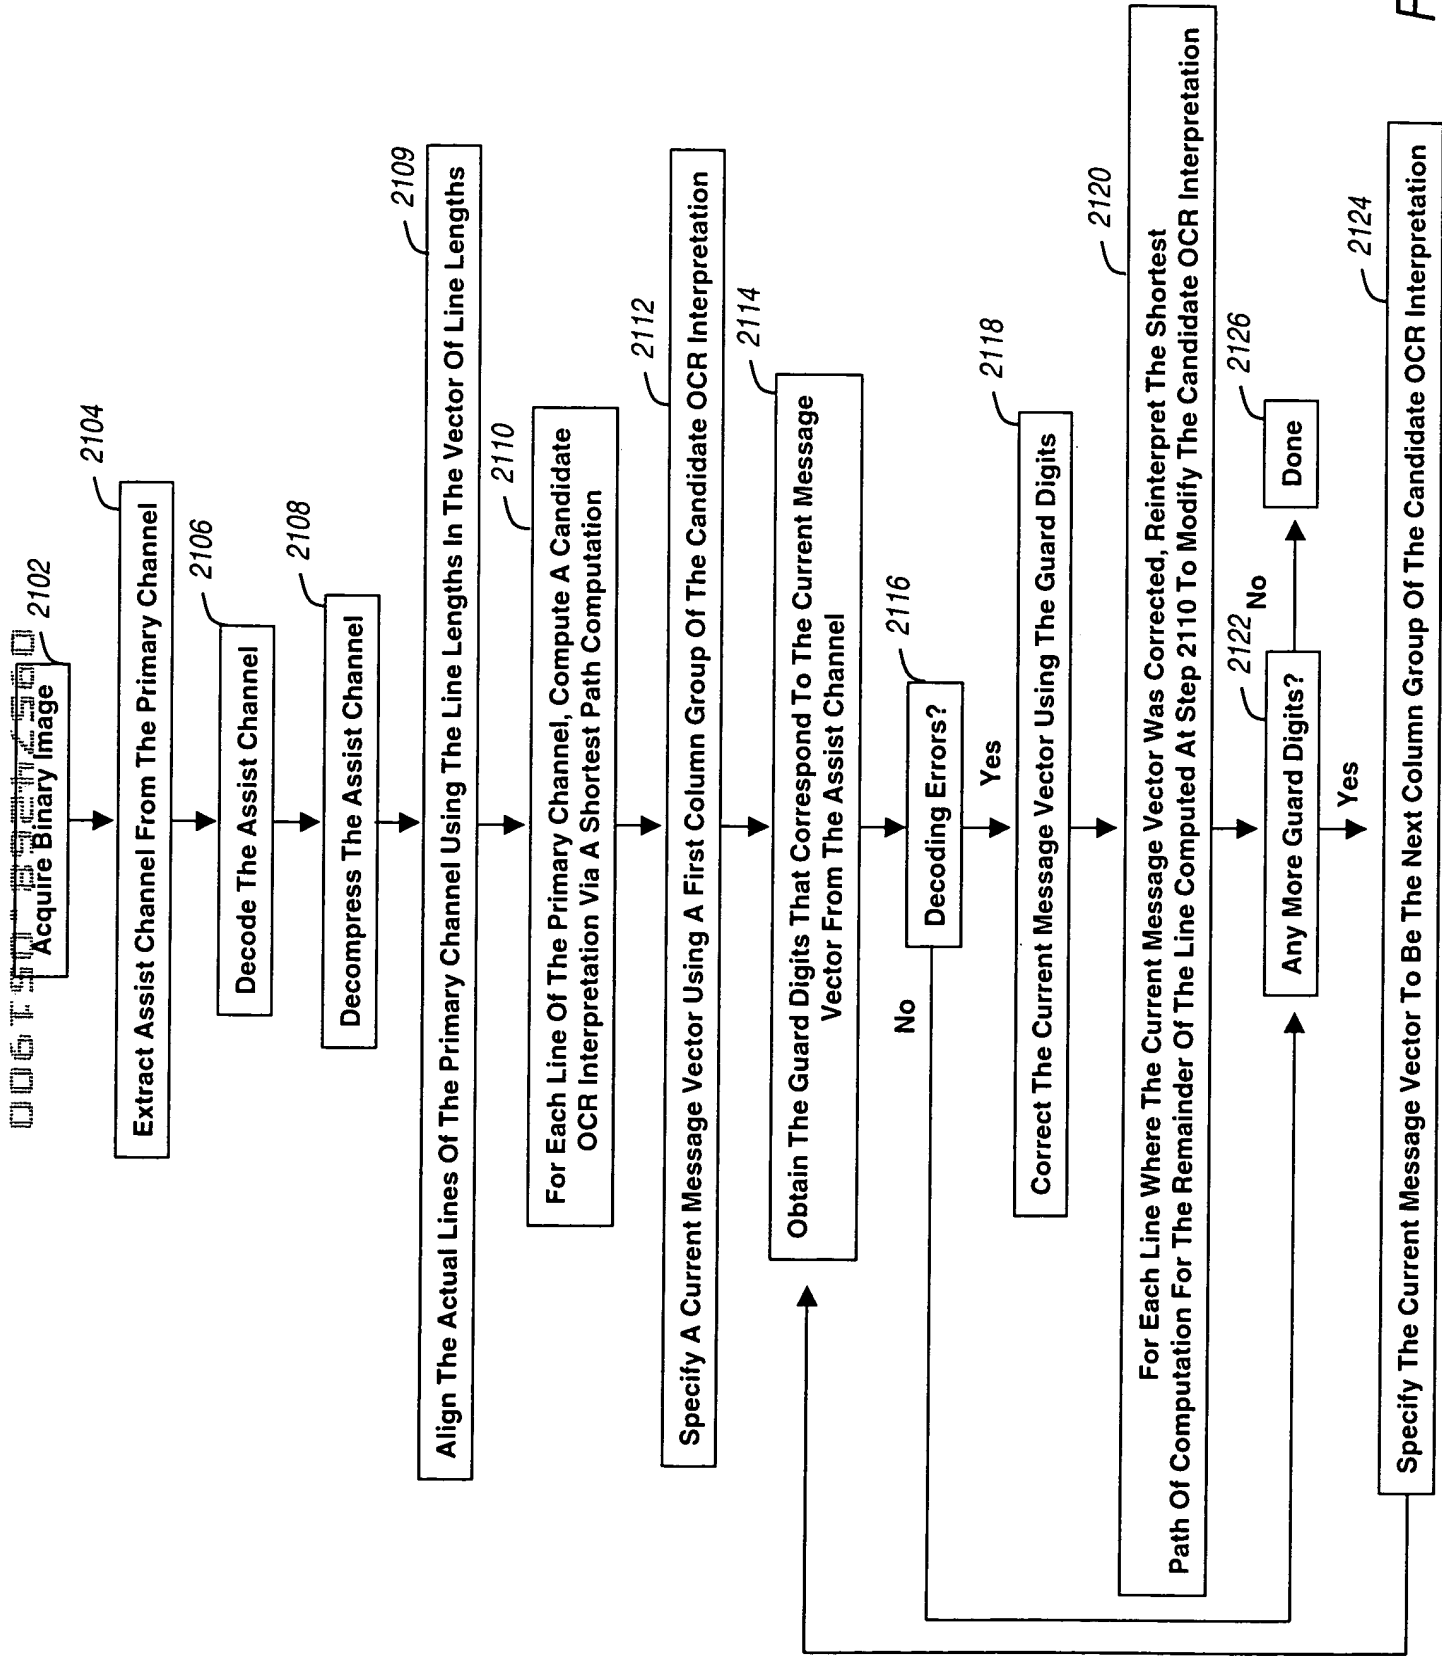 2102
Acquire Binary Image
2104
Extract Assist Channel From The Primary Channel
2106
Decode The Assist Channel
2108
Decompress The Assist Channel
2109
Align The Actual Lines Of The Primary Channel Using The Line Lengths In The Vector Of Line Lengths
2110
For Each Line Of The Primary Channel, Compute A Candidate
OCR Interpretation Via A Shortest Path Computation
2112
Specify A Current Message Vector Using A First Column Group Of The Candidate OCR Interpretation
2114
Obtain The Guard Digits That Correspond To The Current Message
Vector From The Assist Channel
2116
Decoding Errors?
No
Yes
2118
Correct The Current Message Vector Using The Guard Digits
2120
For Each Line Where The Current Message Vector Was Corrected, Reinterpret The Shortest
Path Of Computation For The Remainder Of The Line Computed At Step 2110 To Modify The Candidate OCR Interpretation
2122
Any More Guard Digits?
No
2126
Done
Yes
2124
Specify The Current Message Vector To Be The Next Column Group Of The Candidate OCR Interpretation